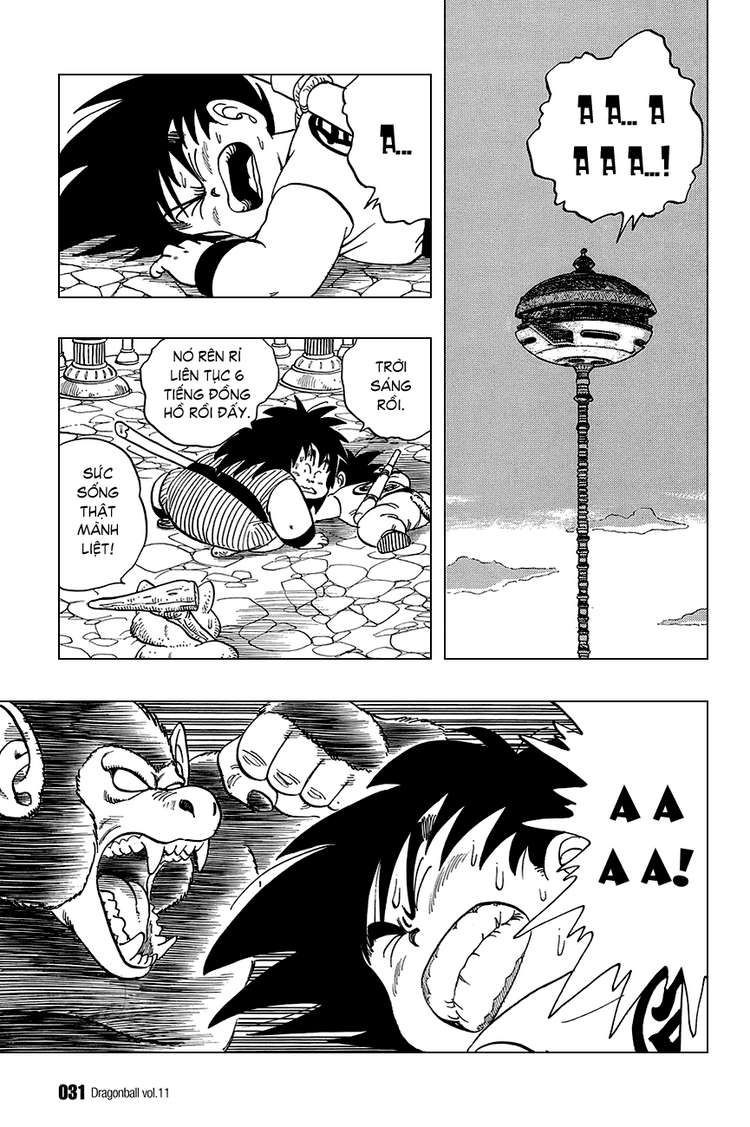 A A... A
A A A...!
A...
TRỜI
SÁNG
RỒI.
NÓ RÊN RỈ
LIÊN TỤC 6
TIẾNG ĐỒNG
HỒ RỒI ĐẤY.
SỨC
SỐNG
THẬT
MÃNH
LIỆT!
A A
A A!
031 Dragonball vol.11